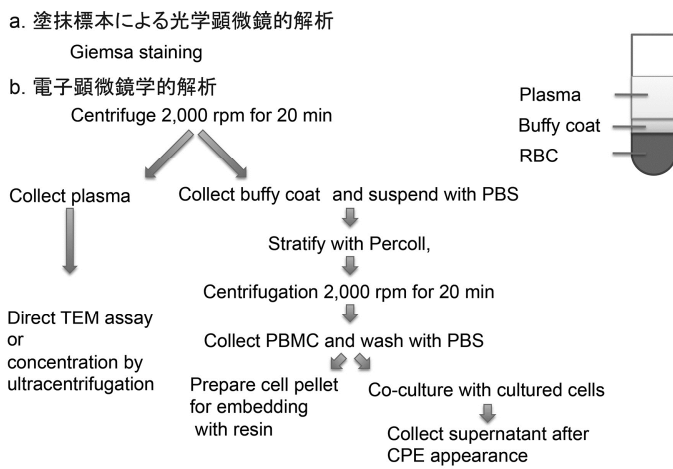 a. 塗抹標本による光学顕微鏡的解析
Giemsa staining
b. 電子顕微鏡学的解析
Centrifuge 2,000 rpm for 20 min
Plasma
Buffy coat
RBC
Collect plasma
Collect buffy coat and suspend with PBS
Stratify with Percoll,
Centrifugation 2,000 rpm for 20 min
Direct TEM assay
or
concentration by
ultracentrifugation
Collect PBMC and wash with PBS
Prepare cell pellet
for embedding
with resin
Co-culture with cultured cells
Collect supernatant after
CPE appearance